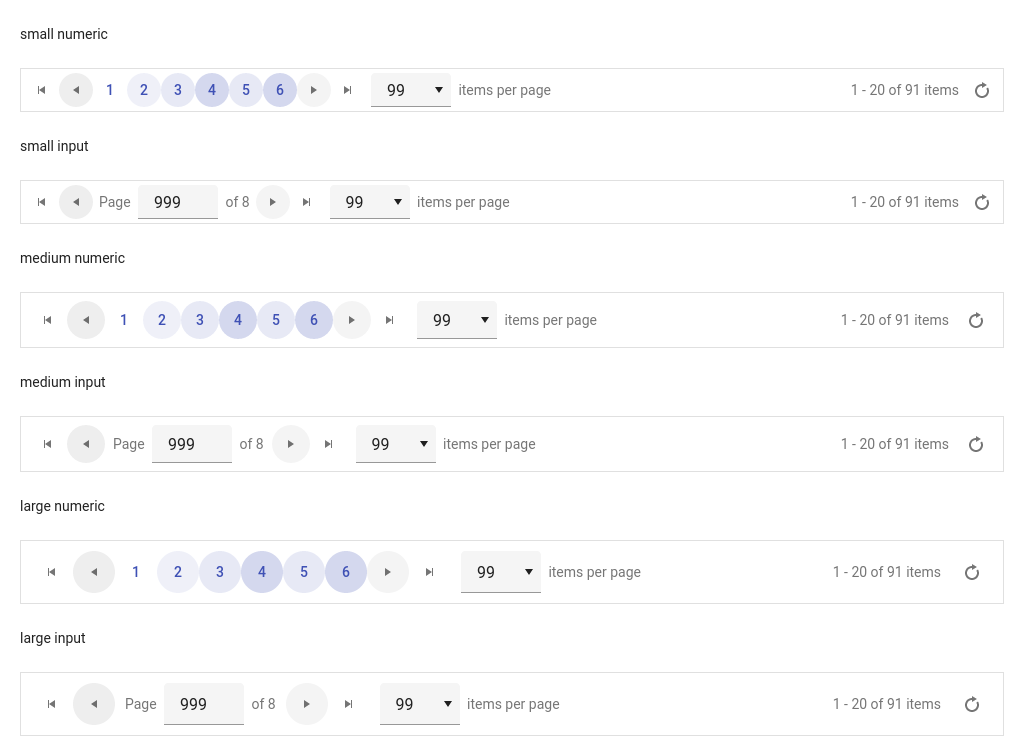 small numeric
1 2 3 4 5 6 99 items per page 1 - 20 of 91 items
small input
Page 999 of 8 99 items per page 1 - 20 of 91 items
medium numeric
1 2 3 4 5 6 99 items per page 1 - 20 of 91 items
medium input
Page 999 of 8 99 items per page 1 - 20 of 91 items
large numeric
1 2 3 4 5 6 99 items per page 1 - 20 of 91 items
large input
Page 999 of 8 99 items per page 1 - 20 of 91 items